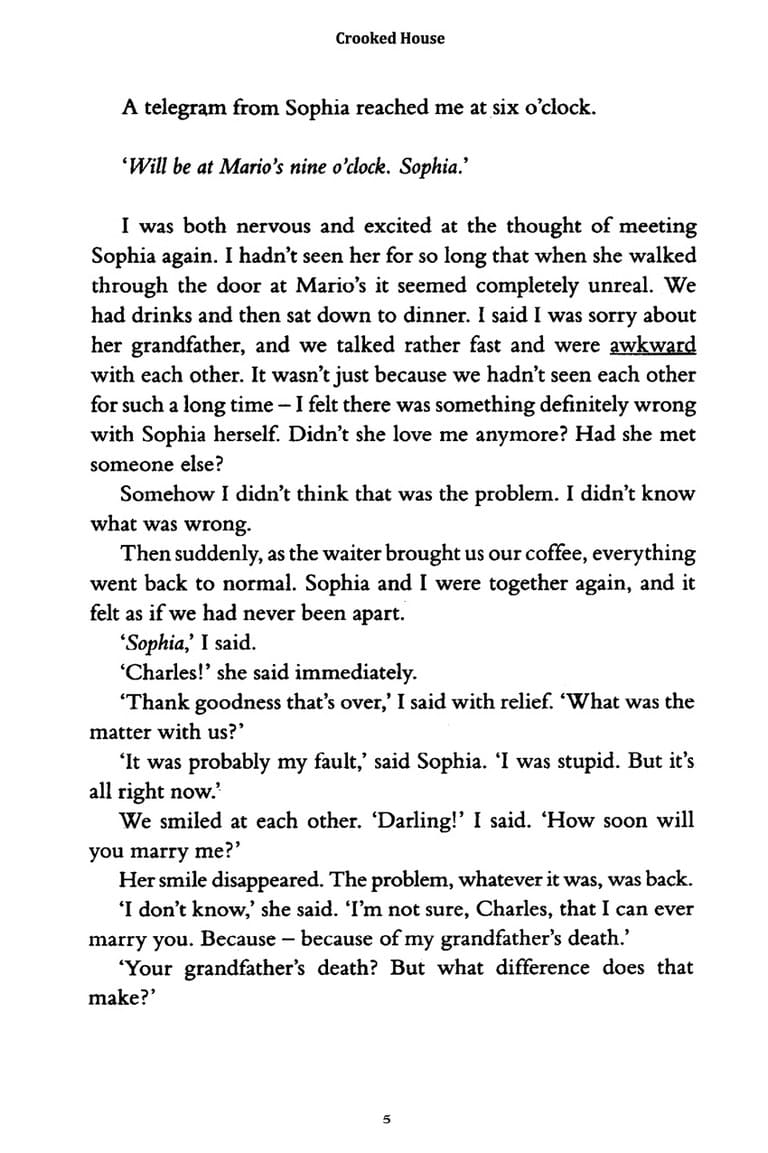 Crooked House
A telegram from Sophia reached me at six o’clock.
‘Will be at Mario’s nine o’clock. Sophia.’
I was both nervous and excited at the thought of meeting
Sophia again. I hadn’t seen her for so long that when she walked
through the door at Mario’s it seemed completely unreal. We
had drinks and then sat down to dinner. I said I was sorry about
her grandfather, and we talked rather fast and were awkward
with each other. It wasn’t just because we hadn’t seen each other
for such a long time – I felt there was something definitely wrong
with Sophia herself. Didn’t she love me anymore? Had she met
someone else?
Somehow I didn’t think that was the problem. I didn’t know
what was wrong.
Then suddenly, as the waiter brought us our coffee, everything
went back to normal. Sophia and I were together again, and it
felt as if we had never been apart.
‘Sophia,’ I said.
‘Charles!’ she said immediately.
‘Thank goodness that’s over,’ I said with relief. ‘What was the
matter with us?’
‘It was probably my fault,’ said Sophia. ‘I was stupid. But it’s
all right now.’
We smiled at each other. ‘Darling!’ I said. ‘How soon will
you marry me?’
Her smile disappeared. The problem, whatever it was, was back.
‘I don’t know,’ she said. ‘I’m not sure, Charles, that I can ever
marry you. Because – because of my grandfather’s death.’
‘Your grandfather’s death? But what difference does that
make?’
5